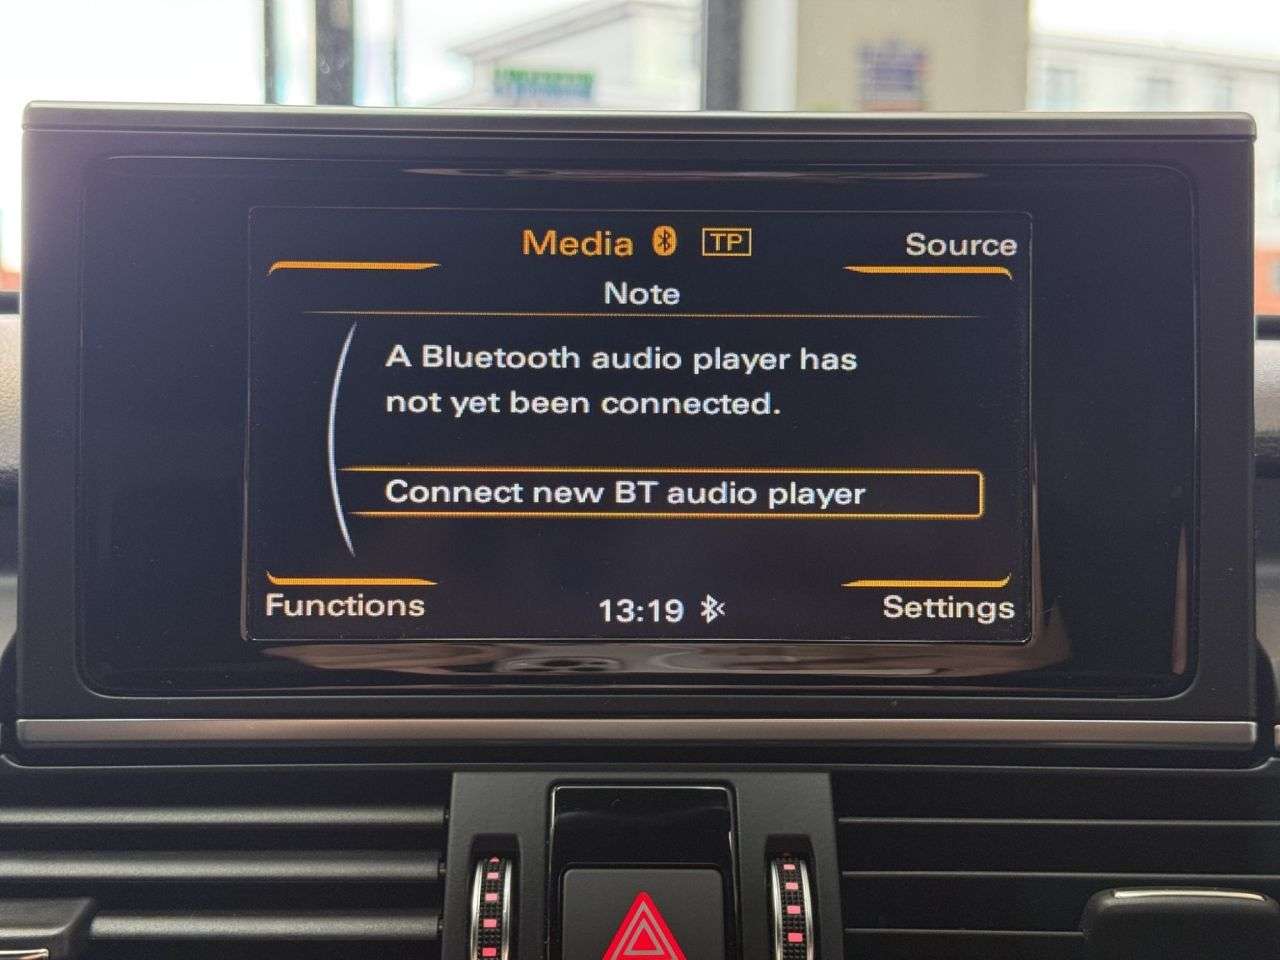 Media TP
Source
Note
A Bluetooth audio player has
not yet been connected.
Connect new BT audio player
Functions
13:19
Settings